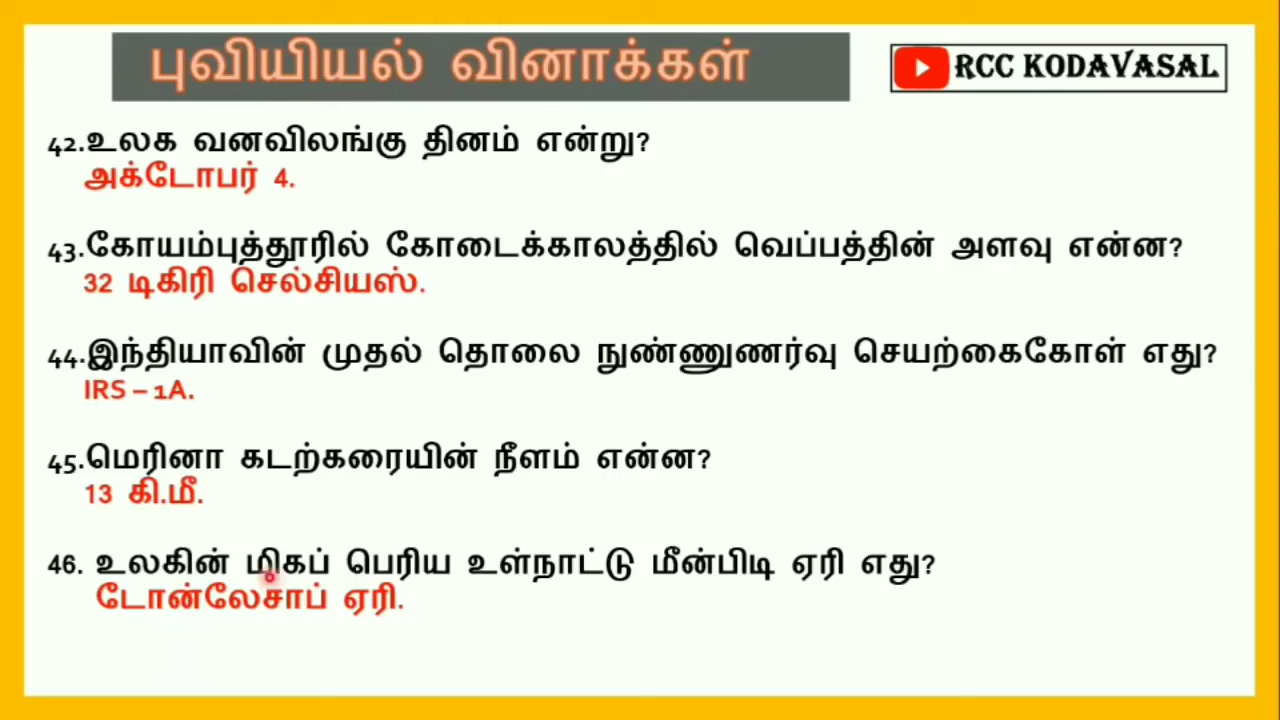 புவியியல் வினாக்கள்
RCC KODAVASAL
42.உலக வனவிலங்கு தினம் என்று?
அக்டோபர் 4.
43.கோயம்புத்தூரில் கோடைக்காலத்தில் வெப்பத்தின் அளவு என்ன?
32 டிகிரி செல்சியஸ்.
44.இந்தியாவின் முதல் தொலை நுண்ணுணர்வு செயற்கைகோள் எது?
IRS – 1A.
45.மெரினா கடற்கரையின் நீளம் என்ன?
13 கி.மீ.
46. உலகின் மிகப் பெரிய உள்நாட்டு மீன்பிடி ஏரி எது?
டோன்லேசாப் ஏரி.